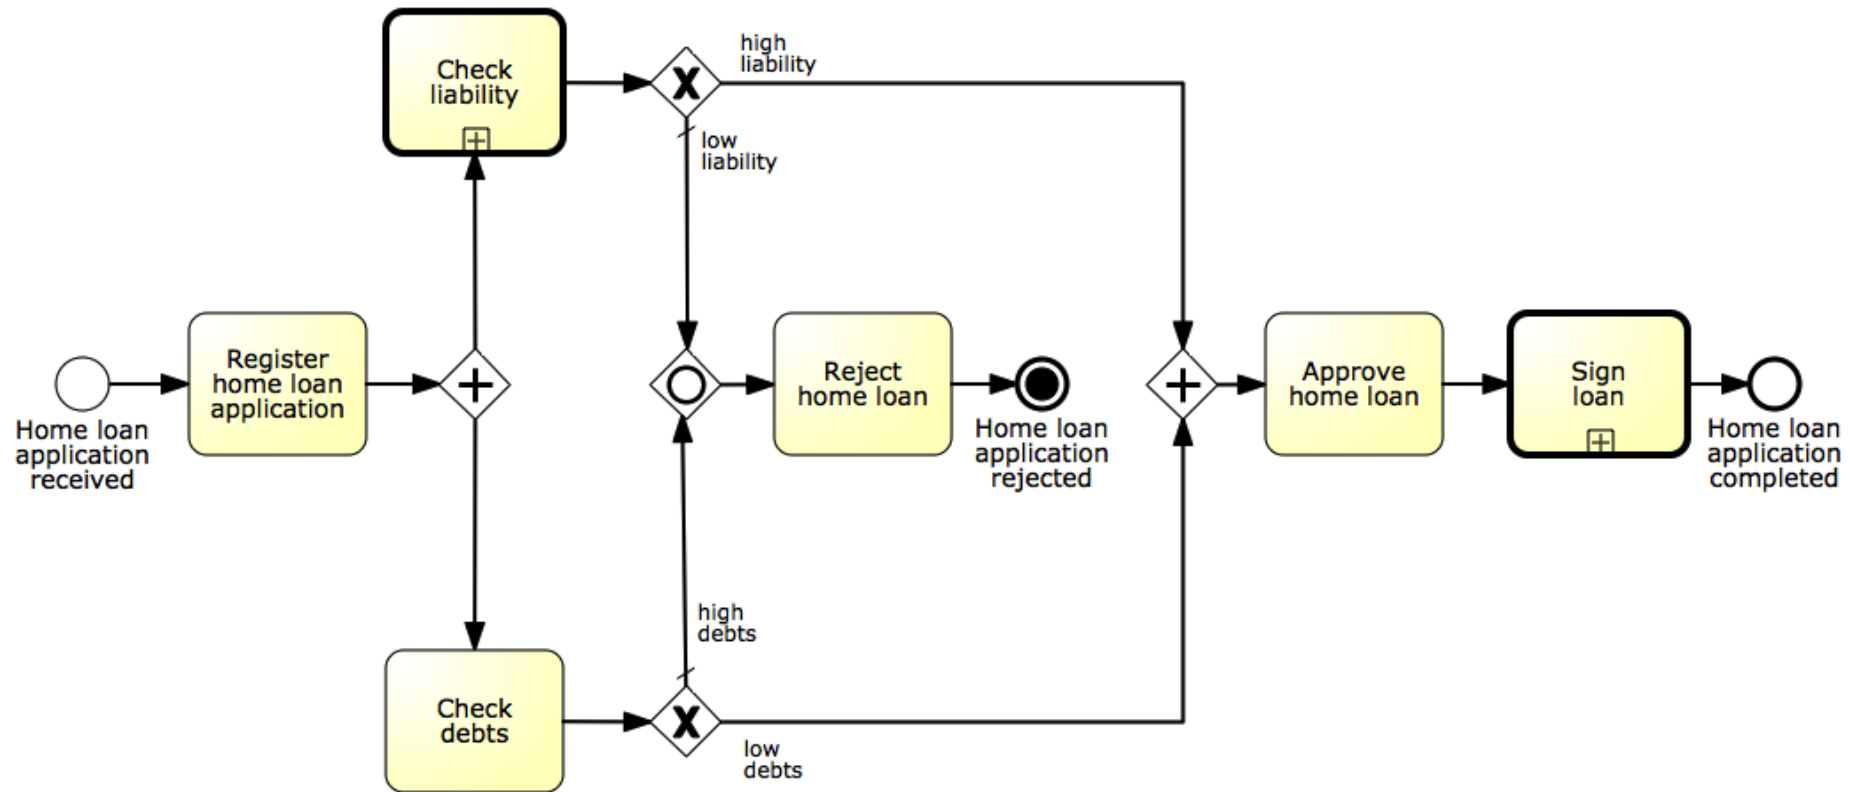 Check
liability
high
liability
low
liability
Register
home loan
application
Reject
home loan
Approve
home loan
Sign
loan
Home loan
application
received
Home loan
application
rejected
Home loan
application
completed
high
debts
Check
debts
low
debts